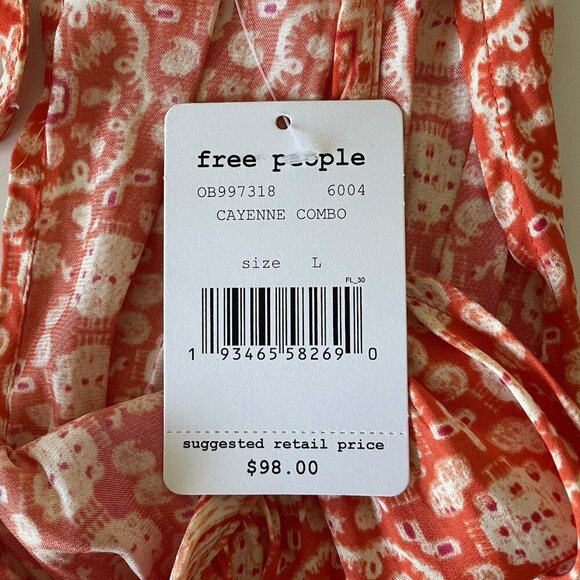 free people
OB997318 6004
CAYENNE COMBO
size L
FL_30
1 93465 58269 0
suggested retail price
$98.00